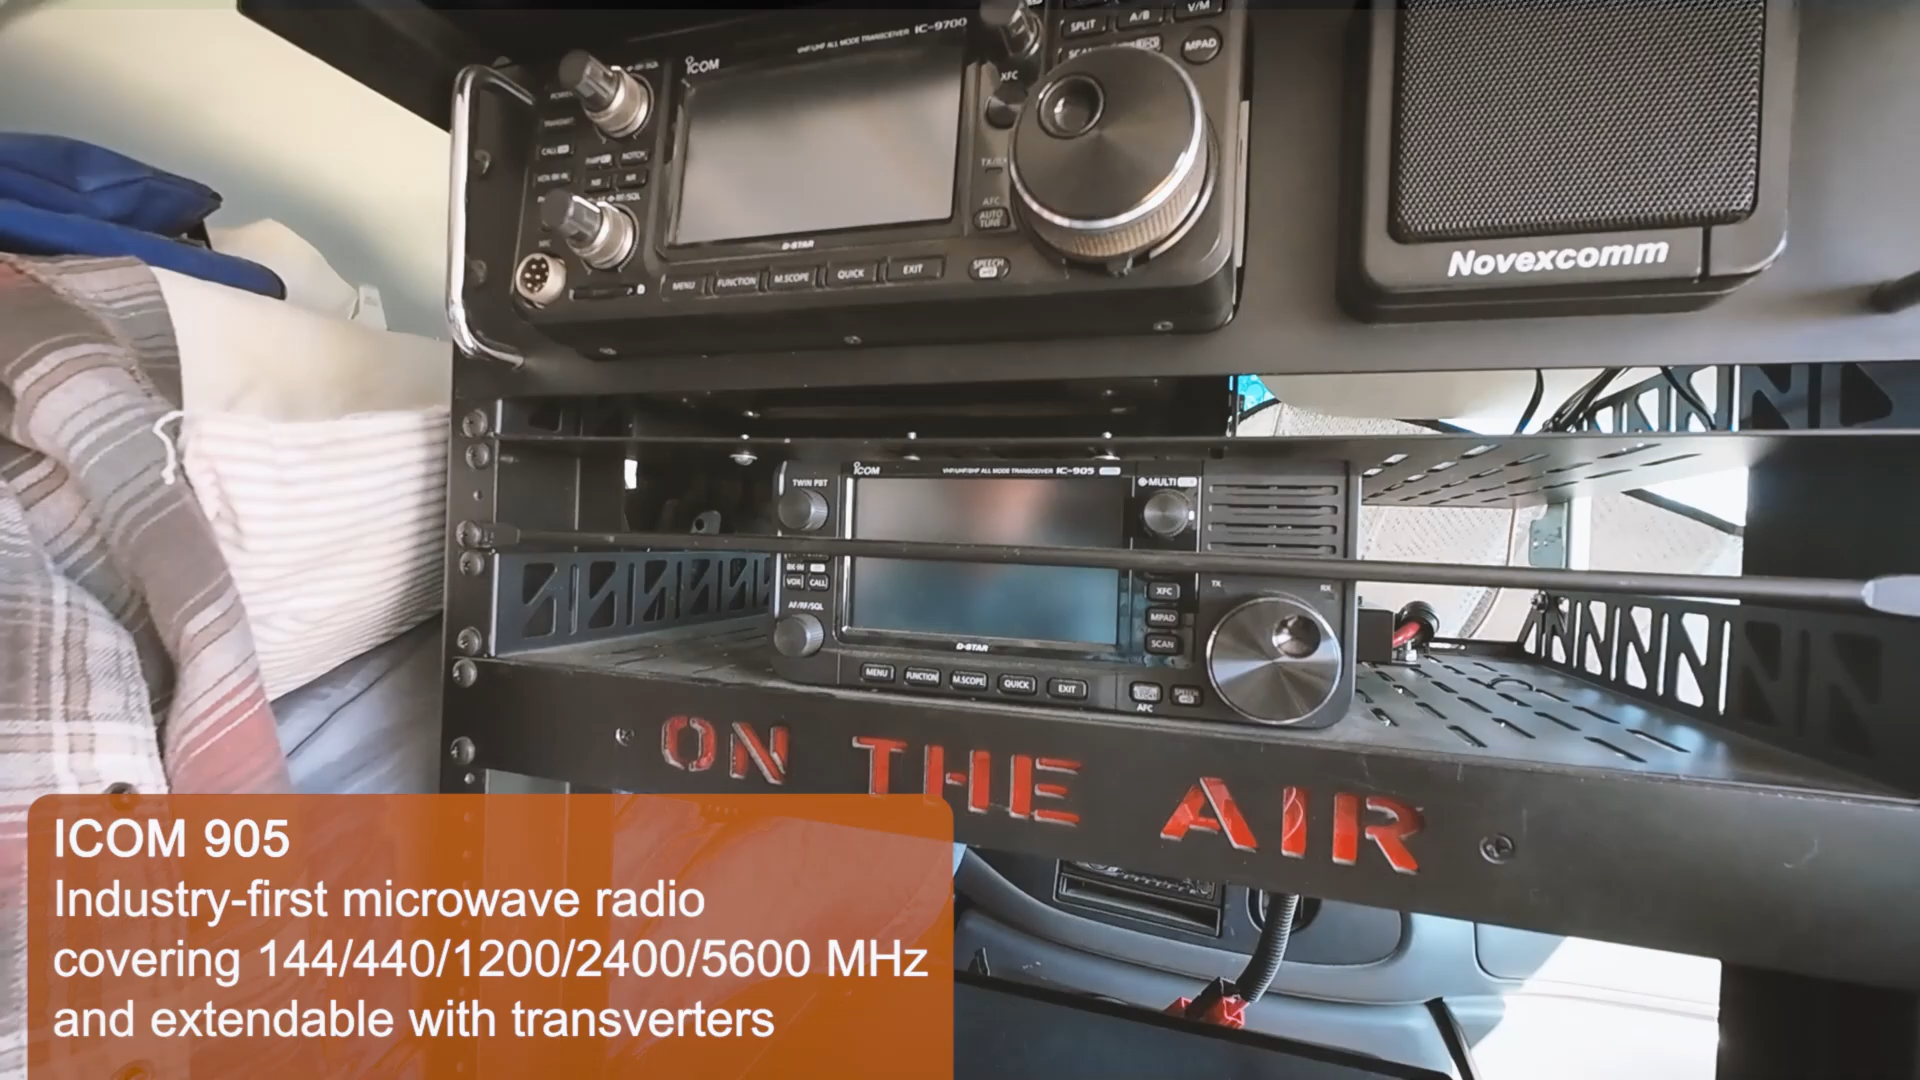 VHF/UHF ALL MODE TRANSCEIVER IC-9700
ICOM
SPLIT
A/B
V/M
MPAD
XFC
CALL
NOTCH
NB
NR
AFC
AUTO TUNE
D-STAR
SPEECH
MENU
FUNCTION
M.SCOPE
QUICK
EXIT
Novexcomm
ICOM
VHF/UHF/SHF ALL MODE TRANSCEIVER IC-905
TWIN PBT
MULTI
BK-IN
VOX
CALL
AF/RF/SQL
TX
RX
XFC
MPAD
SCAN
D-STAR
MENU
FUNCTION
M.SCOPE
QUICK
EXIT
AFC
SPEECH
ON THE AIR
ICOM 905
Industry-first microwave radio
covering 144/440/1200/2400/5600 MHz
and extendable with transverters